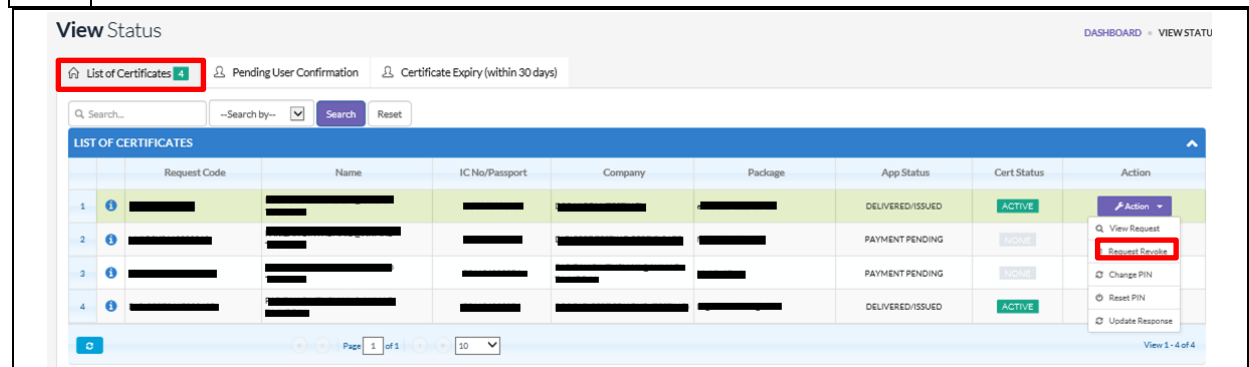 View Status
DASHBOARD » VIEW STATU
List of Certificates 4 Pending User Confirmation Certificate Expiry (within 30 days)
Search... --Search by-- Search Reset
LIST OF CERTIFICATES
Request Code Name IC No/Passport Company Package App Status Cert Status Action
1 DELIVERED/ISSUED ACTIVE Action
View Request
2 PAYMENT PENDING NONE
Request Revoke
3 PAYMENT PENDING NONE Change PIN
Reset PIN
4 DELIVERED/ISSUED ACTIVE
Update Response
Page 1 of 1 10 View 1 - 4 of 4